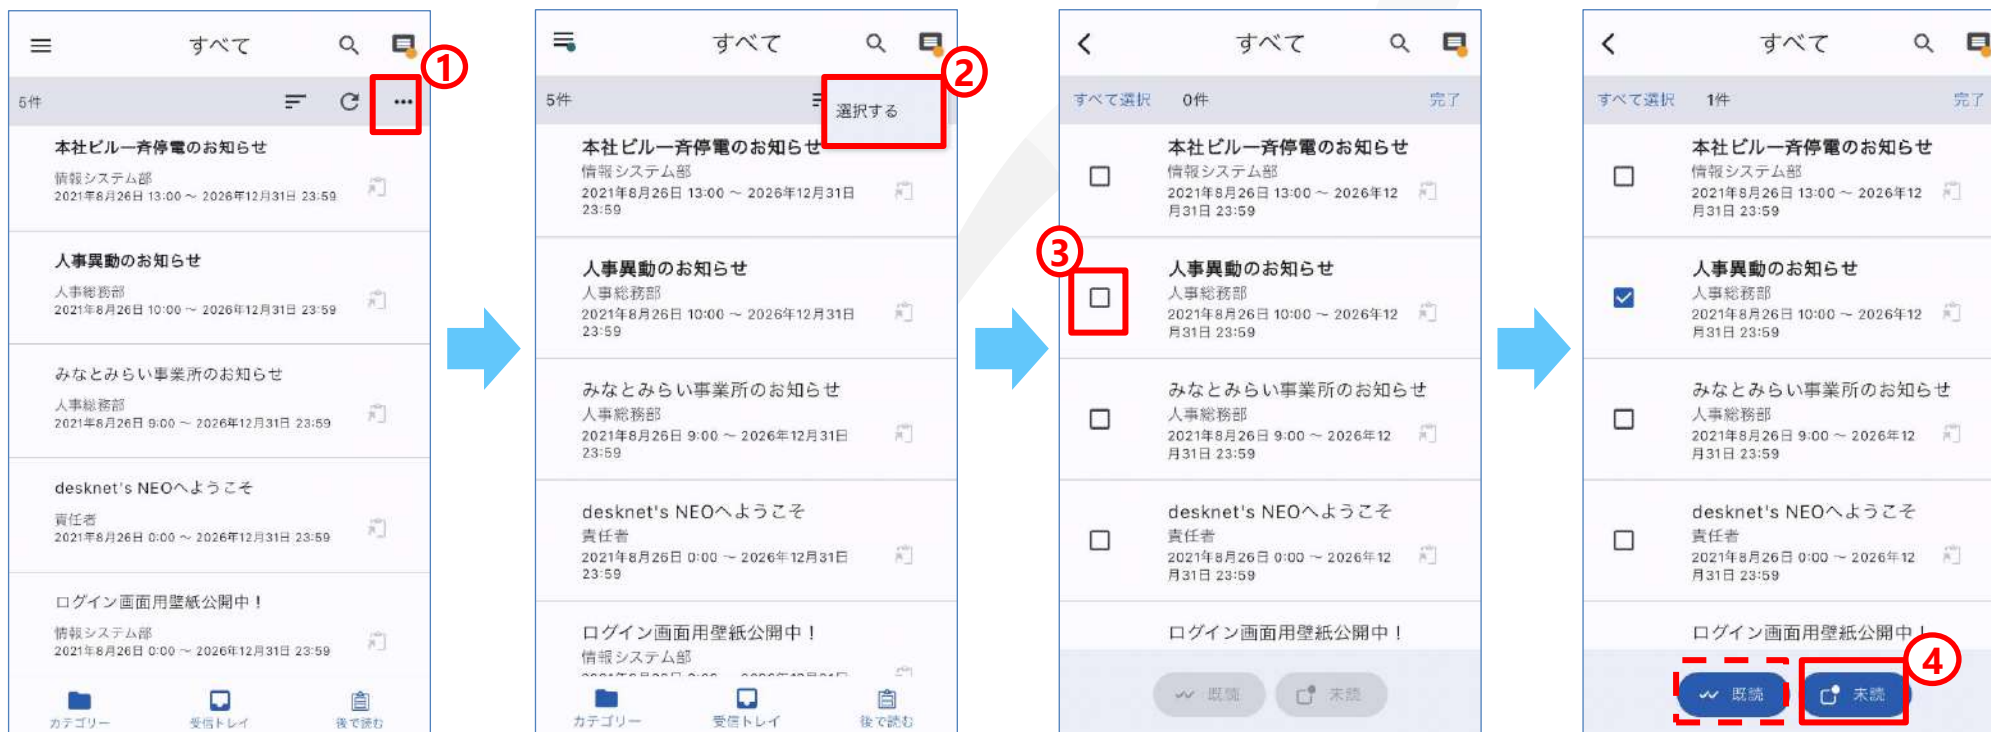 すべて
①
5件
本社ビル一斉停電のお知らせ
情報システム部
2021年8月26日 13:00 ～ 2026年12月31日 23:59
人事異動のお知らせ
人事総務部
2021年8月26日 10:00 ～ 2026年12月31日 23:59
みなとみらい事業所のお知らせ
人事総務部
2021年8月26日 9:00 ～ 2026年12月31日 23:59
desknet's NEOへようこそ
責任者
2021年8月26日 0:00 ～ 2026年12月31日 23:59
ログイン画面用壁紙公開中！
情報システム部
2021年8月26日 0:00 ～ 2026年12月31日 23:59
カテゴリー 受信トレイ 後で読む
すべて
②
5件
選択する
本社ビル一斉停電のお知らせ
情報システム部
2021年8月26日 13:00 ～ 2026年12月31日
23:59
人事異動のお知らせ
人事総務部
2021年8月26日 10:00 ～ 2026年12月31日
23:59
みなとみらい事業所のお知らせ
人事総務部
2021年8月26日 9:00 ～ 2026年12月31日
23:59
desknet's NEOへようこそ
責任者
2021年8月26日 0:00 ～ 2026年12月31日
23:59
ログイン画面用壁紙公開中！
情報システム部
カテゴリー 受信トレイ 後で読む
すべて
すべて選択 0件 完了
本社ビル一斉停電のお知らせ
情報システム部
2021年8月26日 13:00 ～ 2026年12
月31日 23:59
③
人事異動のお知らせ
人事総務部
2021年8月26日 10:00 ～ 2026年12
月31日 23:59
みなとみらい事業所のお知らせ
人事総務部
2021年8月26日 9:00 ～ 2026年12
月31日 23:59
desknet's NEOへようこそ
責任者
2021年8月26日 0:00 ～ 2026年12
月31日 23:59
ログイン画面用壁紙公開中！
既読 未読
すべて
すべて選択 1件 完了
本社ビル一斉停電のお知らせ
情報システム部
2021年8月26日 13:00 ～ 2026年12
月31日 23:59
人事異動のお知らせ
人事総務部
2021年8月26日 10:00 ～ 2026年12
月31日 23:59
みなとみらい事業所のお知らせ
人事総務部
2021年8月26日 9:00 ～ 2026年12
月31日 23:59
desknet's NEOへようこそ
責任者
2021年8月26日 0:00 ～ 2026年12
月31日 23:59
ログイン画面用壁紙公開中！
④
既読 未読